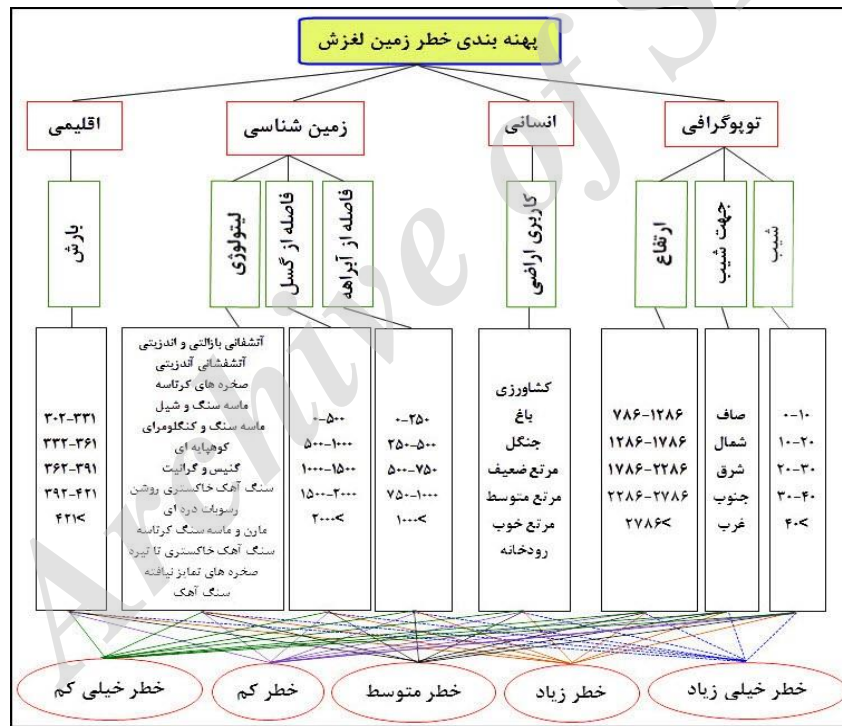 پهنه بندی خطر زمین لغزش
توپوگرافی
انسانی
زمین شناسی
اقلیمی
شیب
جهت شیب
ارتفاع
کاربری اراضی
فاصله از آبراهه
فاصله از گسل
لیتولوژی
بارش
۰-۱۰
۱۰-۲۰
۲۰-۳۰
۳۰-۴۰
۴۰<
صاف
شمال
شرق
جنوب
غرب
۷۸۶-۱۲۸۶
۱۲۸۶-۱۷۸۶
۱۷۸۶-۲۲۸۶
۲۲۸۶-۲۷۸۶
۲۷۸۶<
کشاورزی
باغ
جنگل
مرتع ضعیف
مرتع متوسط
مرتع خوب
رودخانه
۰-۲۵۰
۲۵۰-۵۰۰
۵۰۰-۷۵۰
۷۵۰-۱۰۰۰
۱۰۰۰<
۰-۵۰۰
۵۰۰-۱۰۰۰
۱۰۰۰-۱۵۰۰
۱۵۰۰-۲۰۰۰
۲۰۰۰<
آتشفانی بازالتی و اندزیتی
آتشفشانی آندزیتی
صخره های کرتاسه
ماسه سنگ و شیل
ماسه سنگ و کنگلومرای
کوهپایه ای
گنیس و گرانیت
سنگ آهک خاکستری روشن
رسوبات دره ای
مارن و ماسه سنگ کرتاسه
سنگ آهک خاکستری تا تیره
صخره های تمایز نیافته
سنگ آهک
۳۰۲-۳۳۱
۳۳۲-۳۶۱
۳۶۲-۳۹۱
۳۹۲-۴۲۱
۴۲۱<
خطر خیلی زیاد
خطر زیاد
خطر متوسط
خطر کم
خطر خیلی کم
Archive of S